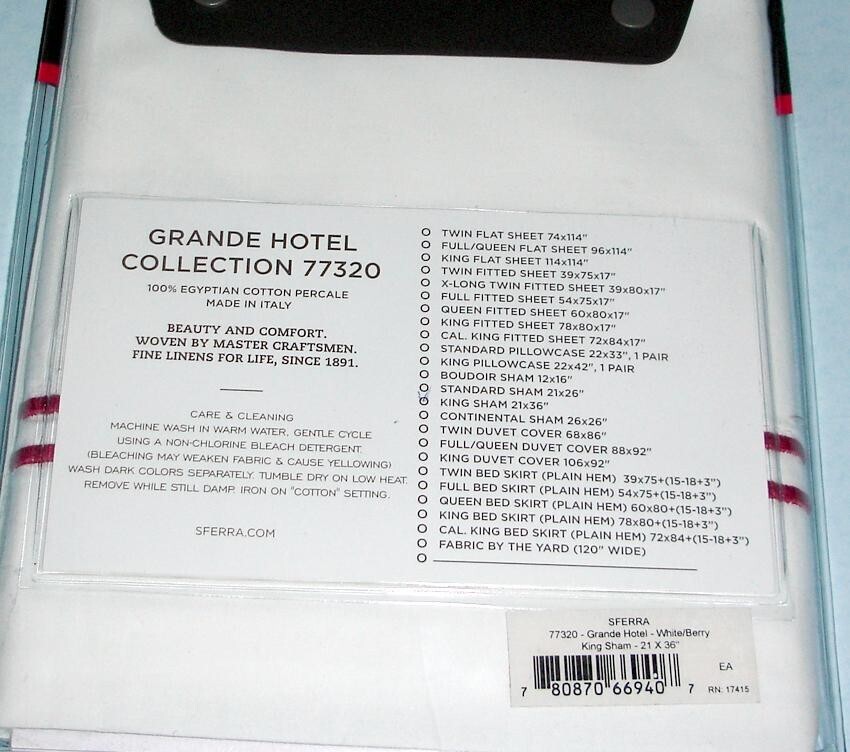 GRANDE HOTEL
COLLECTION 77320
100% EGYPTIAN COTTON PERCALE
MADE IN ITALY
BEAUTY AND COMFORT.
WOVEN BY MASTER CRAFTSMEN.
FINE LINENS FOR LIFE, SINCE 1891.
CARE & CLEANING
MACHINE WASH IN WARM WATER, GENTLE CYCLE
USING A NON-CHLORINE BLEACH DETERGENT.
(BLEACHING MAY WEAKEN FABRIC & CAUSE YELLOWING)
WASH DARK COLORS SEPARATELY. TUMBLE DRY ON LOW HEAT.
REMOVE WHILE STILL DAMP. IRON ON "COTTON" SETTING.
SFERRA.COM
TWIN FLAT SHEET 74x114"
FULL/QUEEN FLAT SHEET 96x114"
KING FLAT SHEET 114x114"
TWIN FITTED SHEET 39x75x17"
X-LONG TWIN FITTED SHEET 39x80x17"
FULL FITTED SHEET 54x75x17"
QUEEN FITTED SHEET 60x80x17"
KING FITTED SHEET 78x80x17"
CAL. KING FITTED SHEET 72x84x17"
STANDARD PILLOWCASE 22x33", 1 PAIR
KING PILLOWCASE 22x42", 1 PAIR
BOUDOIR SHAM 12x16"
STANDARD SHAM 21x26"
KING SHAM 21x36"
CONTINENTAL SHAM 26x26"
TWIN DUVET COVER 68x86"
FULL/QUEEN DUVET COVER 88x92"
KING DUVET COVER 106x92"
TWIN BED SKIRT (PLAIN HEM) 39x75+(15-18+3")
FULL BED SKIRT (PLAIN HEM) 54x75+(15-18+3")
QUEEN BED SKIRT (PLAIN HEM) 60x80+(15-18+3")
KING BED SKIRT (PLAIN HEM) 78x80+(15-18+3")
CAL. KING BED SKIRT (PLAIN HEM) 72x84+(15-18+3")
FABRIC BY THE YARD (120" WIDE)
SFERRA
77320 - Grande Hotel - White/Berry
King Sham - 21 X 36"
EA
7 80870 66940 7
RN: 17415